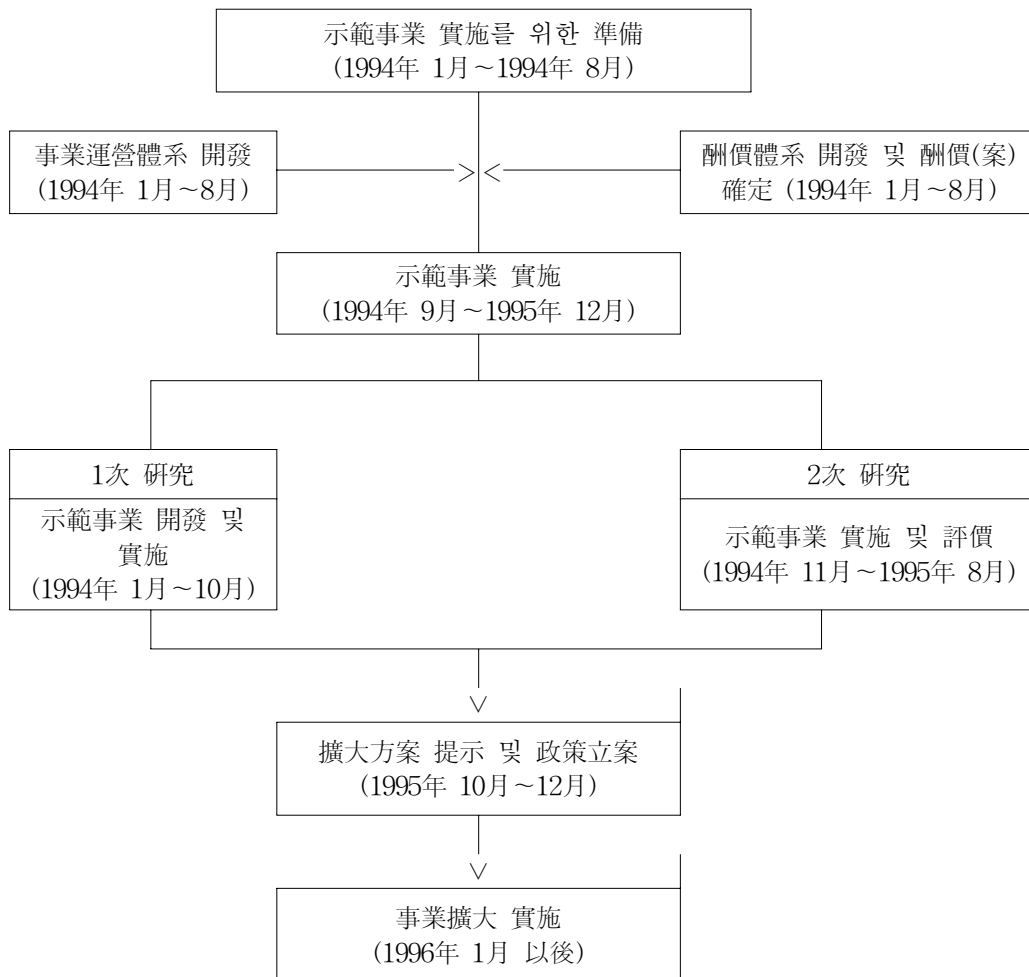 示範事業 實施를 위한 準備
(1994年 1月～1994年 8月)
事業運營體系 開發
(1994年 1月～8月)
酬價體系 開發 및 酬價(案)
確定 (1994年 1月～8月)
示範事業 實施
(1994年 9月～1995年 12月)
1次 硏究
示範事業 開發 및
實施
(1994年 1月～10月)
2次 硏究
示範事業 實施 및 評價
(1994年 11月～1995年 8月)
擴大方案 提示 및 政策立案
(1995年 10月～12月)
事業擴大 實施
(1996年 1月 以後)